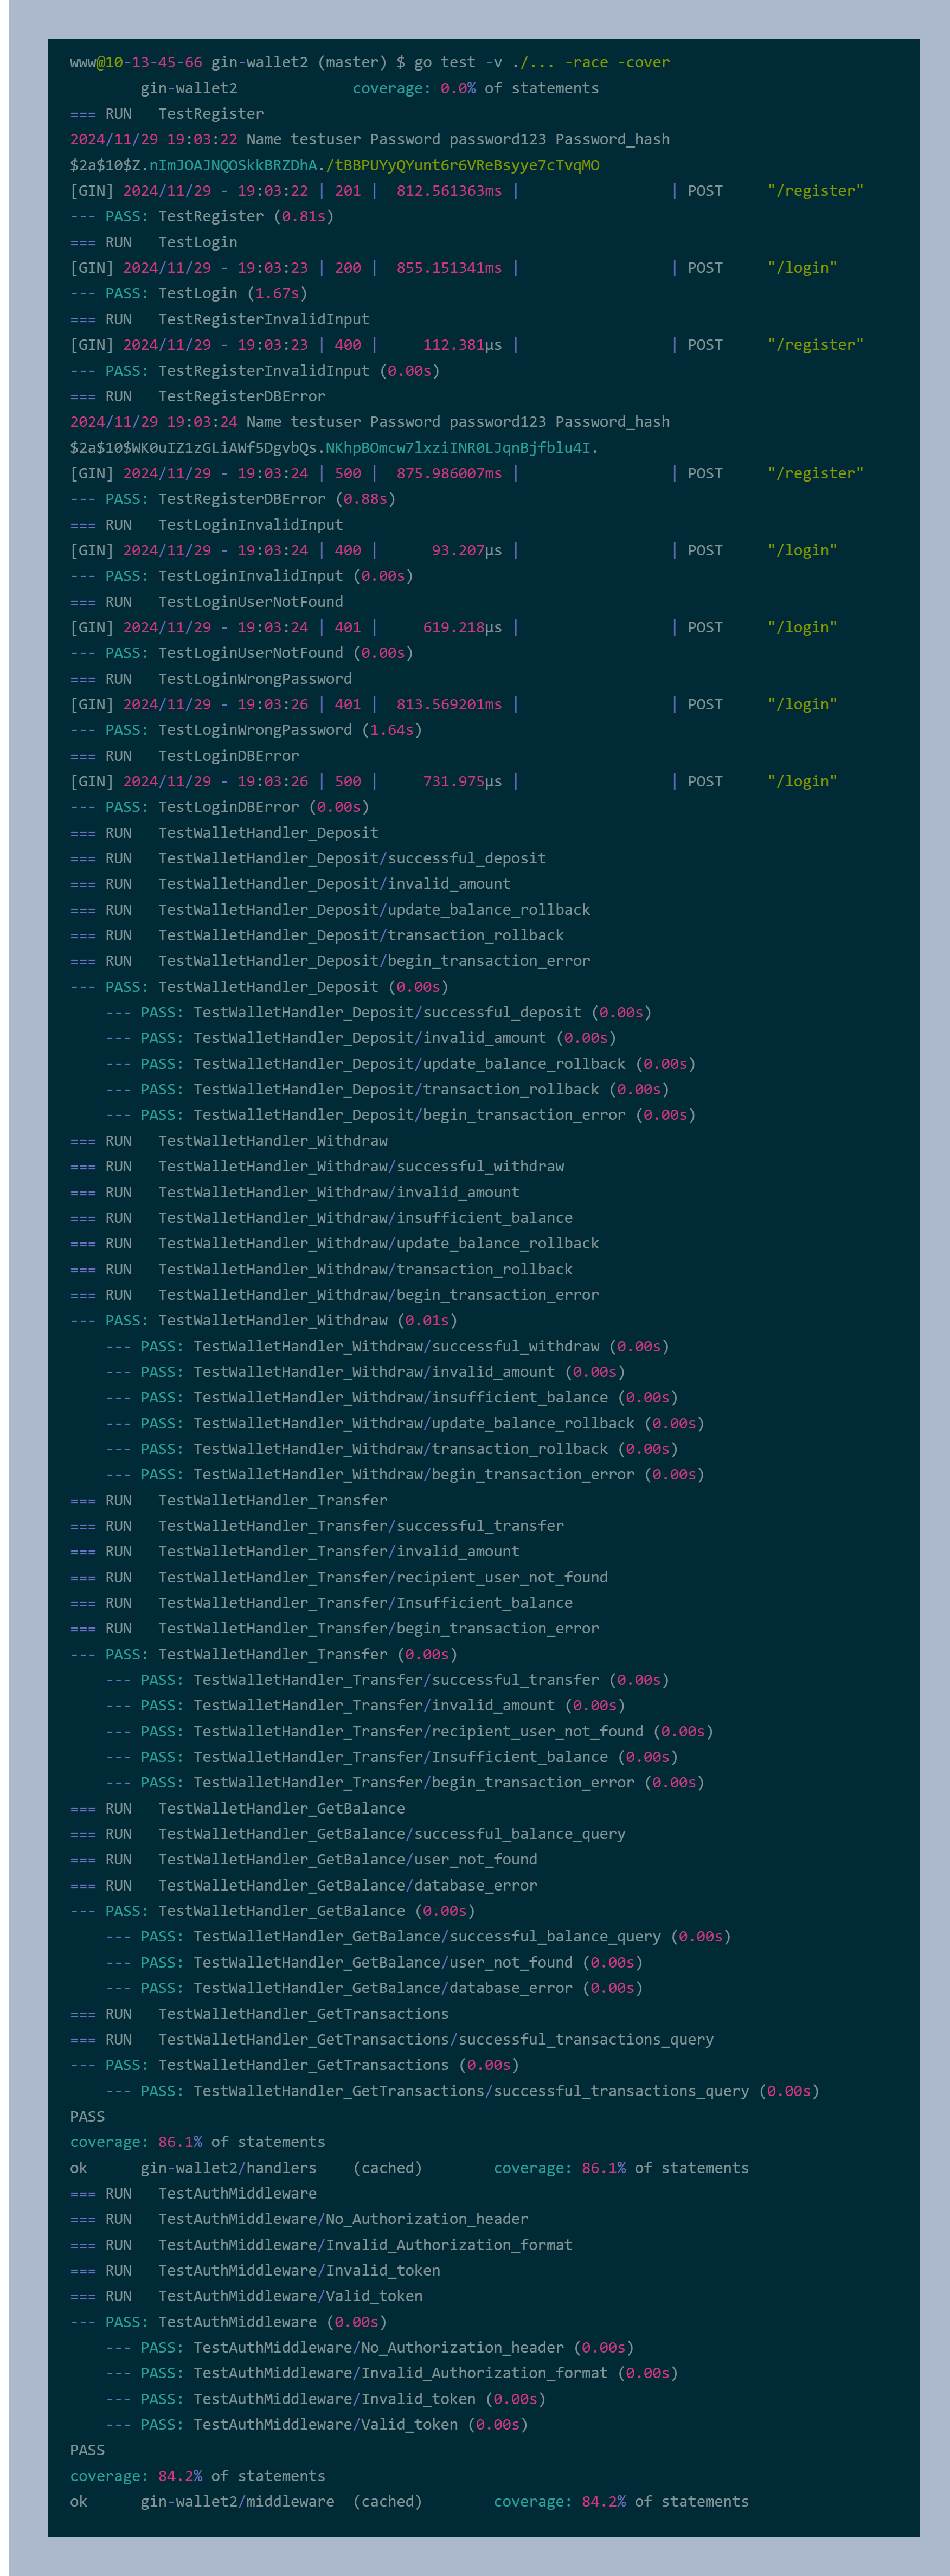 www@10-13-45-66 gin-wallet2 (master) $ go test -v ./... -race -cover
        gin-wallet2             coverage: 0.0% of statements
=== RUN   TestRegister
2024/11/29 19:03:22 Name testuser Password password123 Password_hash
$2a$10$Z.nImJOAJNQOSkkBRZDhA./tBBPUYyQYunt6r6VReBsyye7cTvqMO
[GIN] 2024/11/29 - 19:03:22 | 201 |  812.561363ms |                 | POST     "/register"
--- PASS: TestRegister (0.81s)
=== RUN   TestLogin
[GIN] 2024/11/29 - 19:03:23 | 200 |  855.151341ms |                 | POST     "/login"
--- PASS: TestLogin (1.67s)
=== RUN   TestRegisterInvalidInput
[GIN] 2024/11/29 - 19:03:23 | 400 |     112.381µs |                 | POST     "/register"
--- PASS: TestRegisterInvalidInput (0.00s)
=== RUN   TestRegisterDBError
2024/11/29 19:03:24 Name testuser Password password123 Password_hash
$2a$10$WK0uIZ1zGLiAWf5DgvbQs.NKhpBOmcw7lxziINR0LJqnBjfblu4I.
[GIN] 2024/11/29 - 19:03:24 | 500 |  875.986007ms |                 | POST     "/register"
--- PASS: TestRegisterDBError (0.88s)
=== RUN   TestLoginInvalidInput
[GIN] 2024/11/29 - 19:03:24 | 400 |      93.207µs |                 | POST     "/login"
--- PASS: TestLoginInvalidInput (0.00s)
=== RUN   TestLoginUserNotFound
[GIN] 2024/11/29 - 19:03:24 | 401 |     619.218µs |                 | POST     "/login"
--- PASS: TestLoginUserNotFound (0.00s)
=== RUN   TestLoginWrongPassword
[GIN] 2024/11/29 - 19:03:26 | 401 |  813.569201ms |                 | POST     "/login"
--- PASS: TestLoginWrongPassword (1.64s)
=== RUN   TestLoginDBError
[GIN] 2024/11/29 - 19:03:26 | 500 |     731.975µs |                 | POST     "/login"
--- PASS: TestLoginDBError (0.00s)
=== RUN   TestWalletHandler_Deposit
=== RUN   TestWalletHandler_Deposit/successful_deposit
=== RUN   TestWalletHandler_Deposit/invalid_amount
=== RUN   TestWalletHandler_Deposit/update_balance_rollback
=== RUN   TestWalletHandler_Deposit/transaction_rollback
=== RUN   TestWalletHandler_Deposit/begin_transaction_error
--- PASS: TestWalletHandler_Deposit (0.00s)
    --- PASS: TestWalletHandler_Deposit/successful_deposit (0.00s)
    --- PASS: TestWalletHandler_Deposit/invalid_amount (0.00s)
    --- PASS: TestWalletHandler_Deposit/update_balance_rollback (0.00s)
    --- PASS: TestWalletHandler_Deposit/transaction_rollback (0.00s)
    --- PASS: TestWalletHandler_Deposit/begin_transaction_error (0.00s)
=== RUN   TestWalletHandler_Withdraw
=== RUN   TestWalletHandler_Withdraw/successful_withdraw
=== RUN   TestWalletHandler_Withdraw/invalid_amount
=== RUN   TestWalletHandler_Withdraw/insufficient_balance
=== RUN   TestWalletHandler_Withdraw/update_balance_rollback
=== RUN   TestWalletHandler_Withdraw/transaction_rollback
=== RUN   TestWalletHandler_Withdraw/begin_transaction_error
--- PASS: TestWalletHandler_Withdraw (0.01s)
    --- PASS: TestWalletHandler_Withdraw/successful_withdraw (0.00s)
    --- PASS: TestWalletHandler_Withdraw/invalid_amount (0.00s)
    --- PASS: TestWalletHandler_Withdraw/insufficient_balance (0.00s)
    --- PASS: TestWalletHandler_Withdraw/update_balance_rollback (0.00s)
    --- PASS: TestWalletHandler_Withdraw/transaction_rollback (0.00s)
    --- PASS: TestWalletHandler_Withdraw/begin_transaction_error (0.00s)
=== RUN   TestWalletHandler_Transfer
=== RUN   TestWalletHandler_Transfer/successful_transfer
=== RUN   TestWalletHandler_Transfer/invalid_amount
=== RUN   TestWalletHandler_Transfer/recipient_user_not_found
=== RUN   TestWalletHandler_Transfer/Insufficient_balance
=== RUN   TestWalletHandler_Transfer/begin_transaction_error
--- PASS: TestWalletHandler_Transfer (0.00s)
    --- PASS: TestWalletHandler_Transfer/successful_transfer (0.00s)
    --- PASS: TestWalletHandler_Transfer/invalid_amount (0.00s)
    --- PASS: TestWalletHandler_Transfer/recipient_user_not_found (0.00s)
    --- PASS: TestWalletHandler_Transfer/Insufficient_balance (0.00s)
    --- PASS: TestWalletHandler_Transfer/begin_transaction_error (0.00s)
=== RUN   TestWalletHandler_GetBalance
=== RUN   TestWalletHandler_GetBalance/successful_balance_query
=== RUN   TestWalletHandler_GetBalance/user_not_found
=== RUN   TestWalletHandler_GetBalance/database_error
--- PASS: TestWalletHandler_GetBalance (0.00s)
    --- PASS: TestWalletHandler_GetBalance/successful_balance_query (0.00s)
    --- PASS: TestWalletHandler_GetBalance/user_not_found (0.00s)
    --- PASS: TestWalletHandler_GetBalance/database_error (0.00s)
=== RUN   TestWalletHandler_GetTransactions
=== RUN   TestWalletHandler_GetTransactions/successful_transactions_query
--- PASS: TestWalletHandler_GetTransactions (0.00s)
    --- PASS: TestWalletHandler_GetTransactions/successful_transactions_query (0.00s)
PASS
coverage: 86.1% of statements
ok      gin-wallet2/handlers    (cached)        coverage: 86.1% of statements
=== RUN   TestAuthMiddleware
=== RUN   TestAuthMiddleware/No_Authorization_header
=== RUN   TestAuthMiddleware/Invalid_Authorization_format
=== RUN   TestAuthMiddleware/Invalid_token
=== RUN   TestAuthMiddleware/Valid_token
--- PASS: TestAuthMiddleware (0.00s)
    --- PASS: TestAuthMiddleware/No_Authorization_header (0.00s)
    --- PASS: TestAuthMiddleware/Invalid_Authorization_format (0.00s)
    --- PASS: TestAuthMiddleware/Invalid_token (0.00s)
    --- PASS: TestAuthMiddleware/Valid_token (0.00s)
PASS
coverage: 84.2% of statements
ok      gin-wallet2/middleware  (cached)        coverage: 84.2% of statements